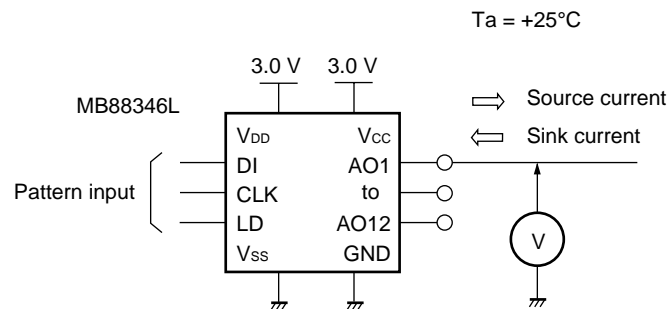 Ta = +25°C
3.0 V 3.0 V
MB88346L
Source current
VDD VCC
Sink current
DI AO1
Pattern input
CLK to
LD AO12
V
VSS GND